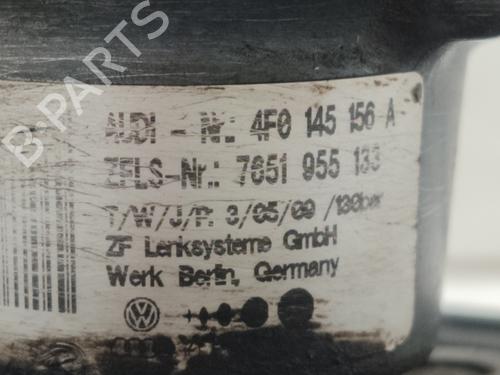 B-PARTS
AUDI - Nr.: 4F0 145 156 A
ZFLS-Nr.: 7651 955 133
T/W/J/P: 3/05/09 /130bar
ZF Lenksysteme GmbH
Werk Berlin, Germany